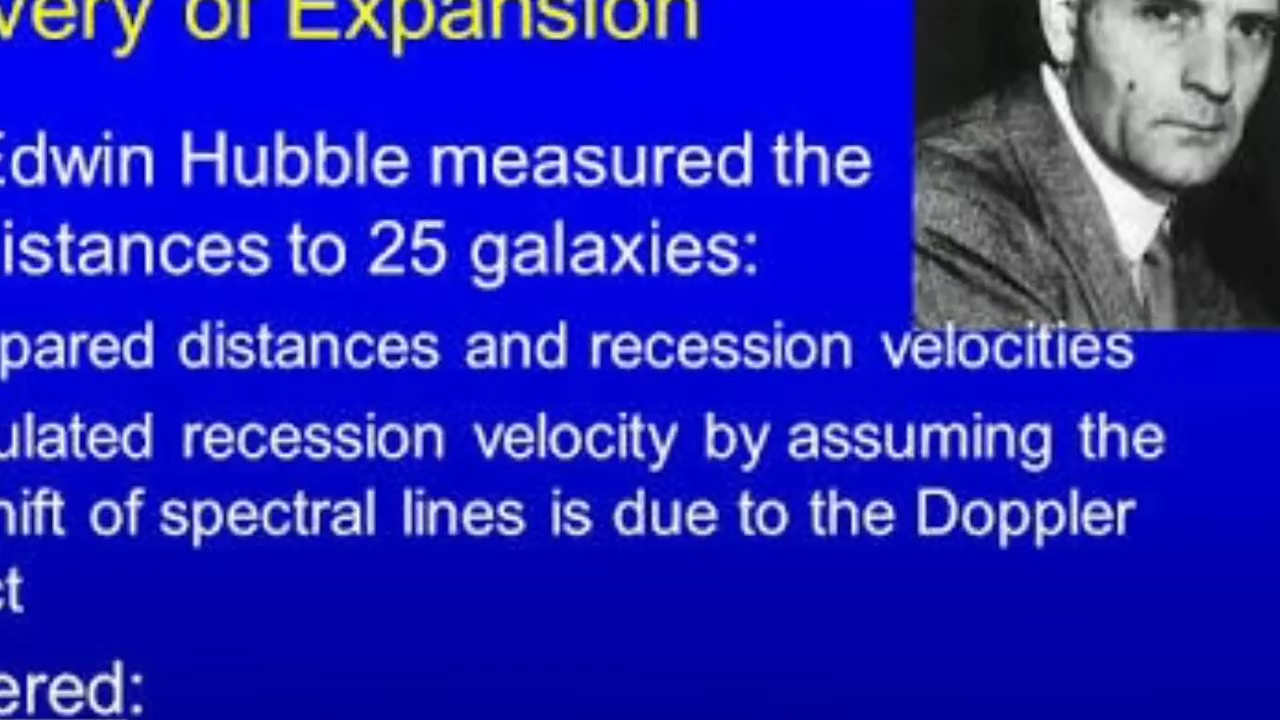 very of Expansion
Edwin Hubble measured the
istances to 25 galaxies:
pared distances and recession velocities
ulated recession velocity by assuming the
hift of spectral lines is due to the Doppler
ct
ered: